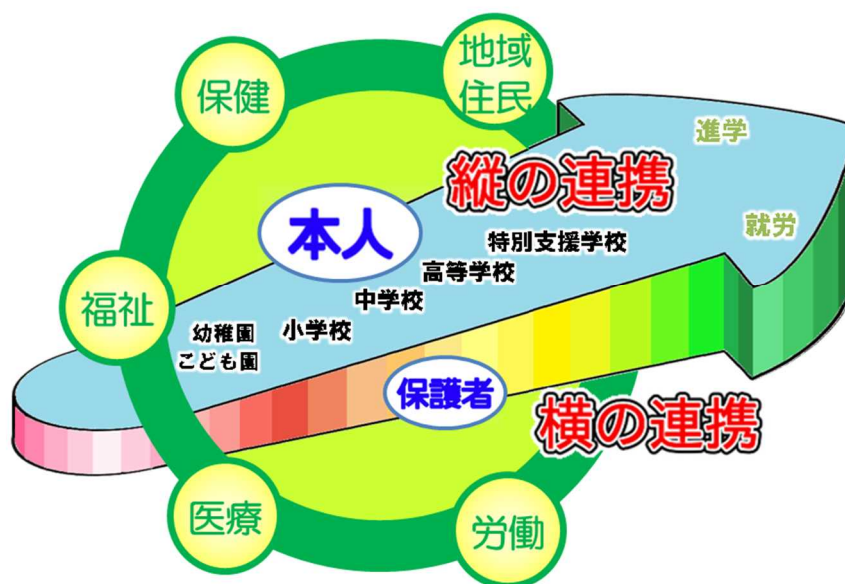 地域
住民
保健
進学
縦の連携
本人
就労
特別支援学校
高等学校
中学校
福祉
幼稚園
こども園
小学校
保護者
横の連携
医療
労働